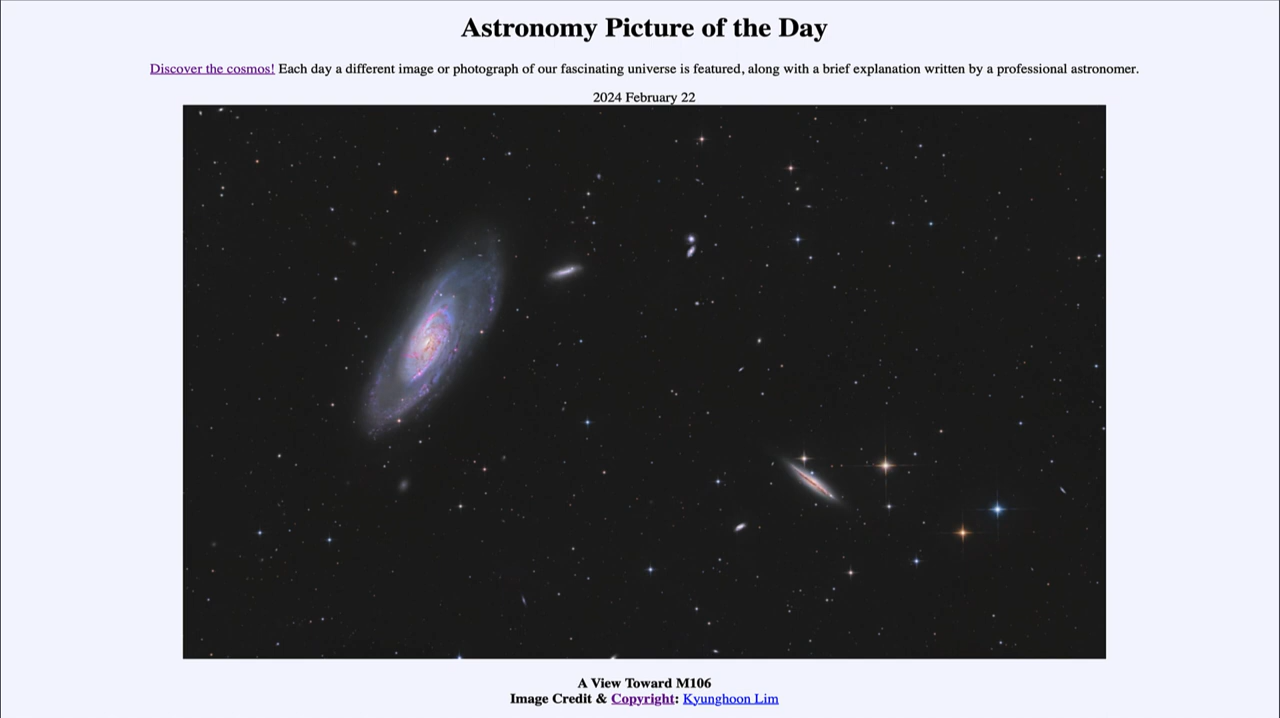 Astronomy Picture of the Day
Discover the cosmos! Each day a different image or photograph of our fascinating universe is featured, along with a brief explanation written by a professional astronomer.
2024 February 22
A View Toward M106
Image Credit & Copyright: Kyunghoon Lim